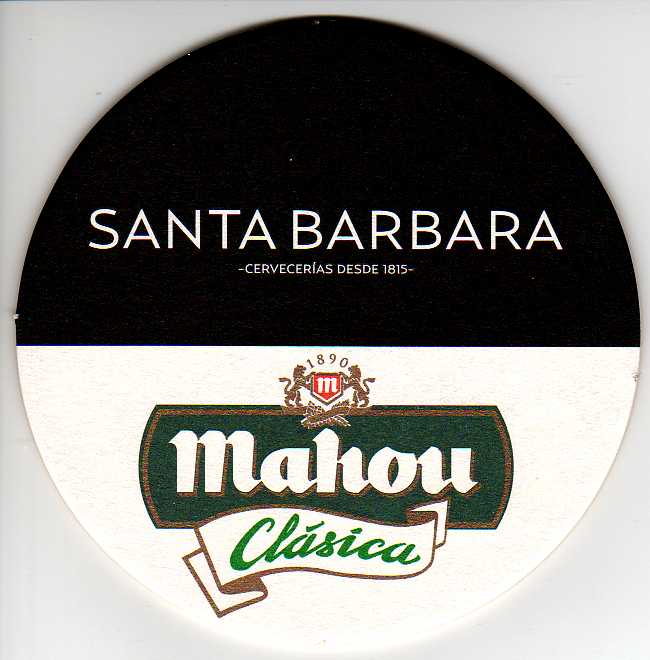 SANTA BARBARA
-CERVECERÍAS DESDE 1815-
1890
m
Mahou
Clásica